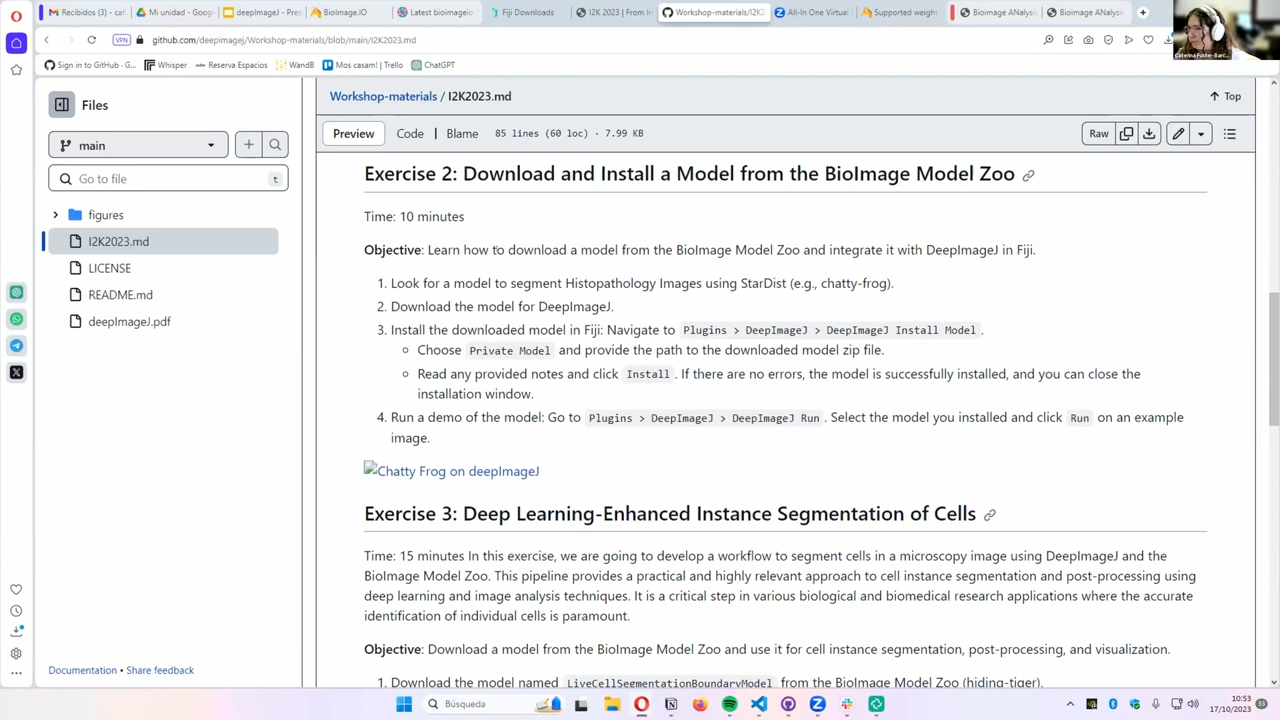 Recibidos (3) -
Mi unidad - Googl
deepImageJ - Pres
BioImage.IO
Latest bioimageio
Fiji Downloads
I2K 2023 | From In
Workshop-materials/I2K2
All-In One Virtual
Supported weight
Bioimage ANalysi
Bioimage ANalysi
VPN
github.com/deepimagej/Workshop-materials/blob/main/I2K2023.md
Sign in to GitHub · G...
Whisper
Reserva Espacios
WandB
Mos casam! | Trello
ChatGPT
Files
Workshop-materials / I2K2023.md
Top
main
Preview
Code
Blame
85 lines (60 loc) · 7.99 KB
Raw
Go to file
t
figures
I2K2023.md
LICENSE
README.md
deepImageJ.pdf
Exercise 2: Download and Install a Model from the BioImage Model Zoo
Time: 10 minutes
Objective: Learn how to download a model from the BioImage Model Zoo and integrate it with DeepImageJ in Fiji.
1. Look for a model to segment Histopathology Images using StarDist (e.g., chatty-frog).
2. Download the model for DeepImageJ.
3. Install the downloaded model in Fiji: Navigate to Plugins > DeepImageJ > DeepImageJ Install Model.
Choose Private Model and provide the path to the downloaded model zip file.
Read any provided notes and click Install. If there are no errors, the model is successfully installed, and you can close the
installation window.
4. Run a demo of the model: Go to Plugins > DeepImageJ > DeepImageJ Run. Select the model you installed and click Run on an example
image.
Chatty Frog on deepImageJ
Exercise 3: Deep Learning-Enhanced Instance Segmentation of Cells
Time: 15 minutes In this exercise, we are going to develop a workflow to segment cells in a microscopy image using DeepImageJ and the
BioImage Model Zoo. This pipeline provides a practical and highly relevant approach to cell instance segmentation and post-processing using
deep learning and image analysis techniques. It is a critical step in various biological and biomedical research applications where the accurate
identification of individual cells is paramount.
Objective: Download a model from the BioImage Model Zoo and use it for cell instance segmentation, post-processing, and visualization.
1. Download the model named LiveCellSegmentationBoundaryModel from the BioImage Model Zoo (hiding-tiger).
Documentation • Share feedback
Búsqueda
10:53
17/10/2023